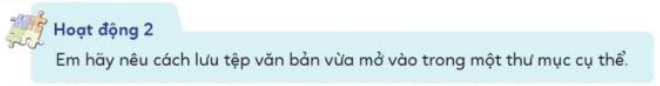 Hoạt động 2
Em hãy nêu cách lưu tệp văn bản vừa mở vào trong một thư mục cụ thể.